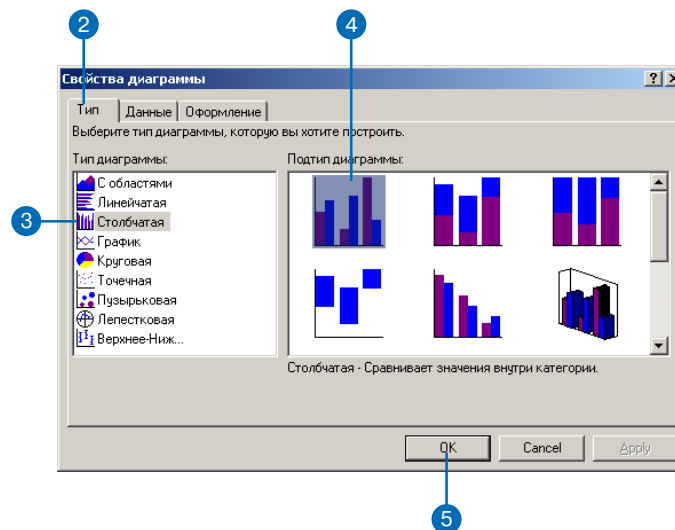 2
4
Свойства диаграммы
Тип
Данные
Оформление
Выберите тип диаграммы, которую вы хотите построить.
Тип диаграммы:
Подтип диаграммы:
С областями
Линейчатая
3
Столбчатая
График
Круговая
Точечная
Пузырьковая
Лепестковая
Верхнее-Ниж...
Столбчатая - Сравнивает значения внутри категории.
OK
Cancel
Apply
5